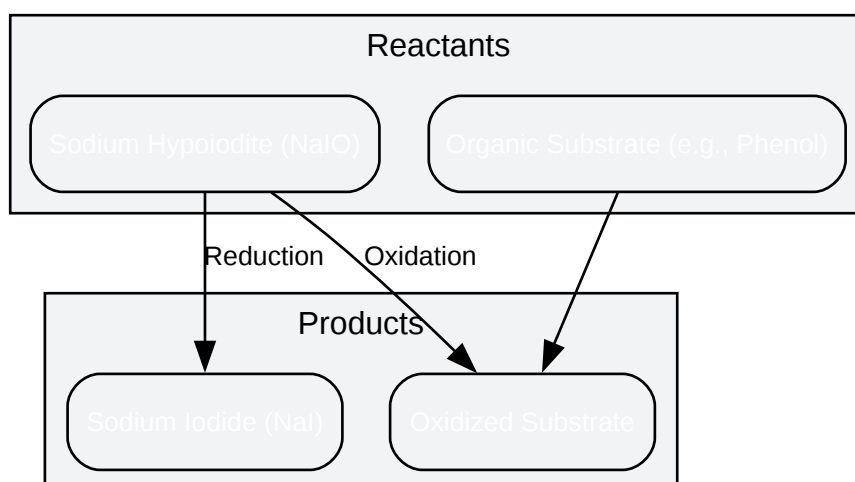 Reactants
Sodium Hypoiodite (NaIO)
Organic Substrate (e.g., Phenol)
Reduction
Oxidation
Products
Sodium Iodide (NaI)
Oxidized Substrate